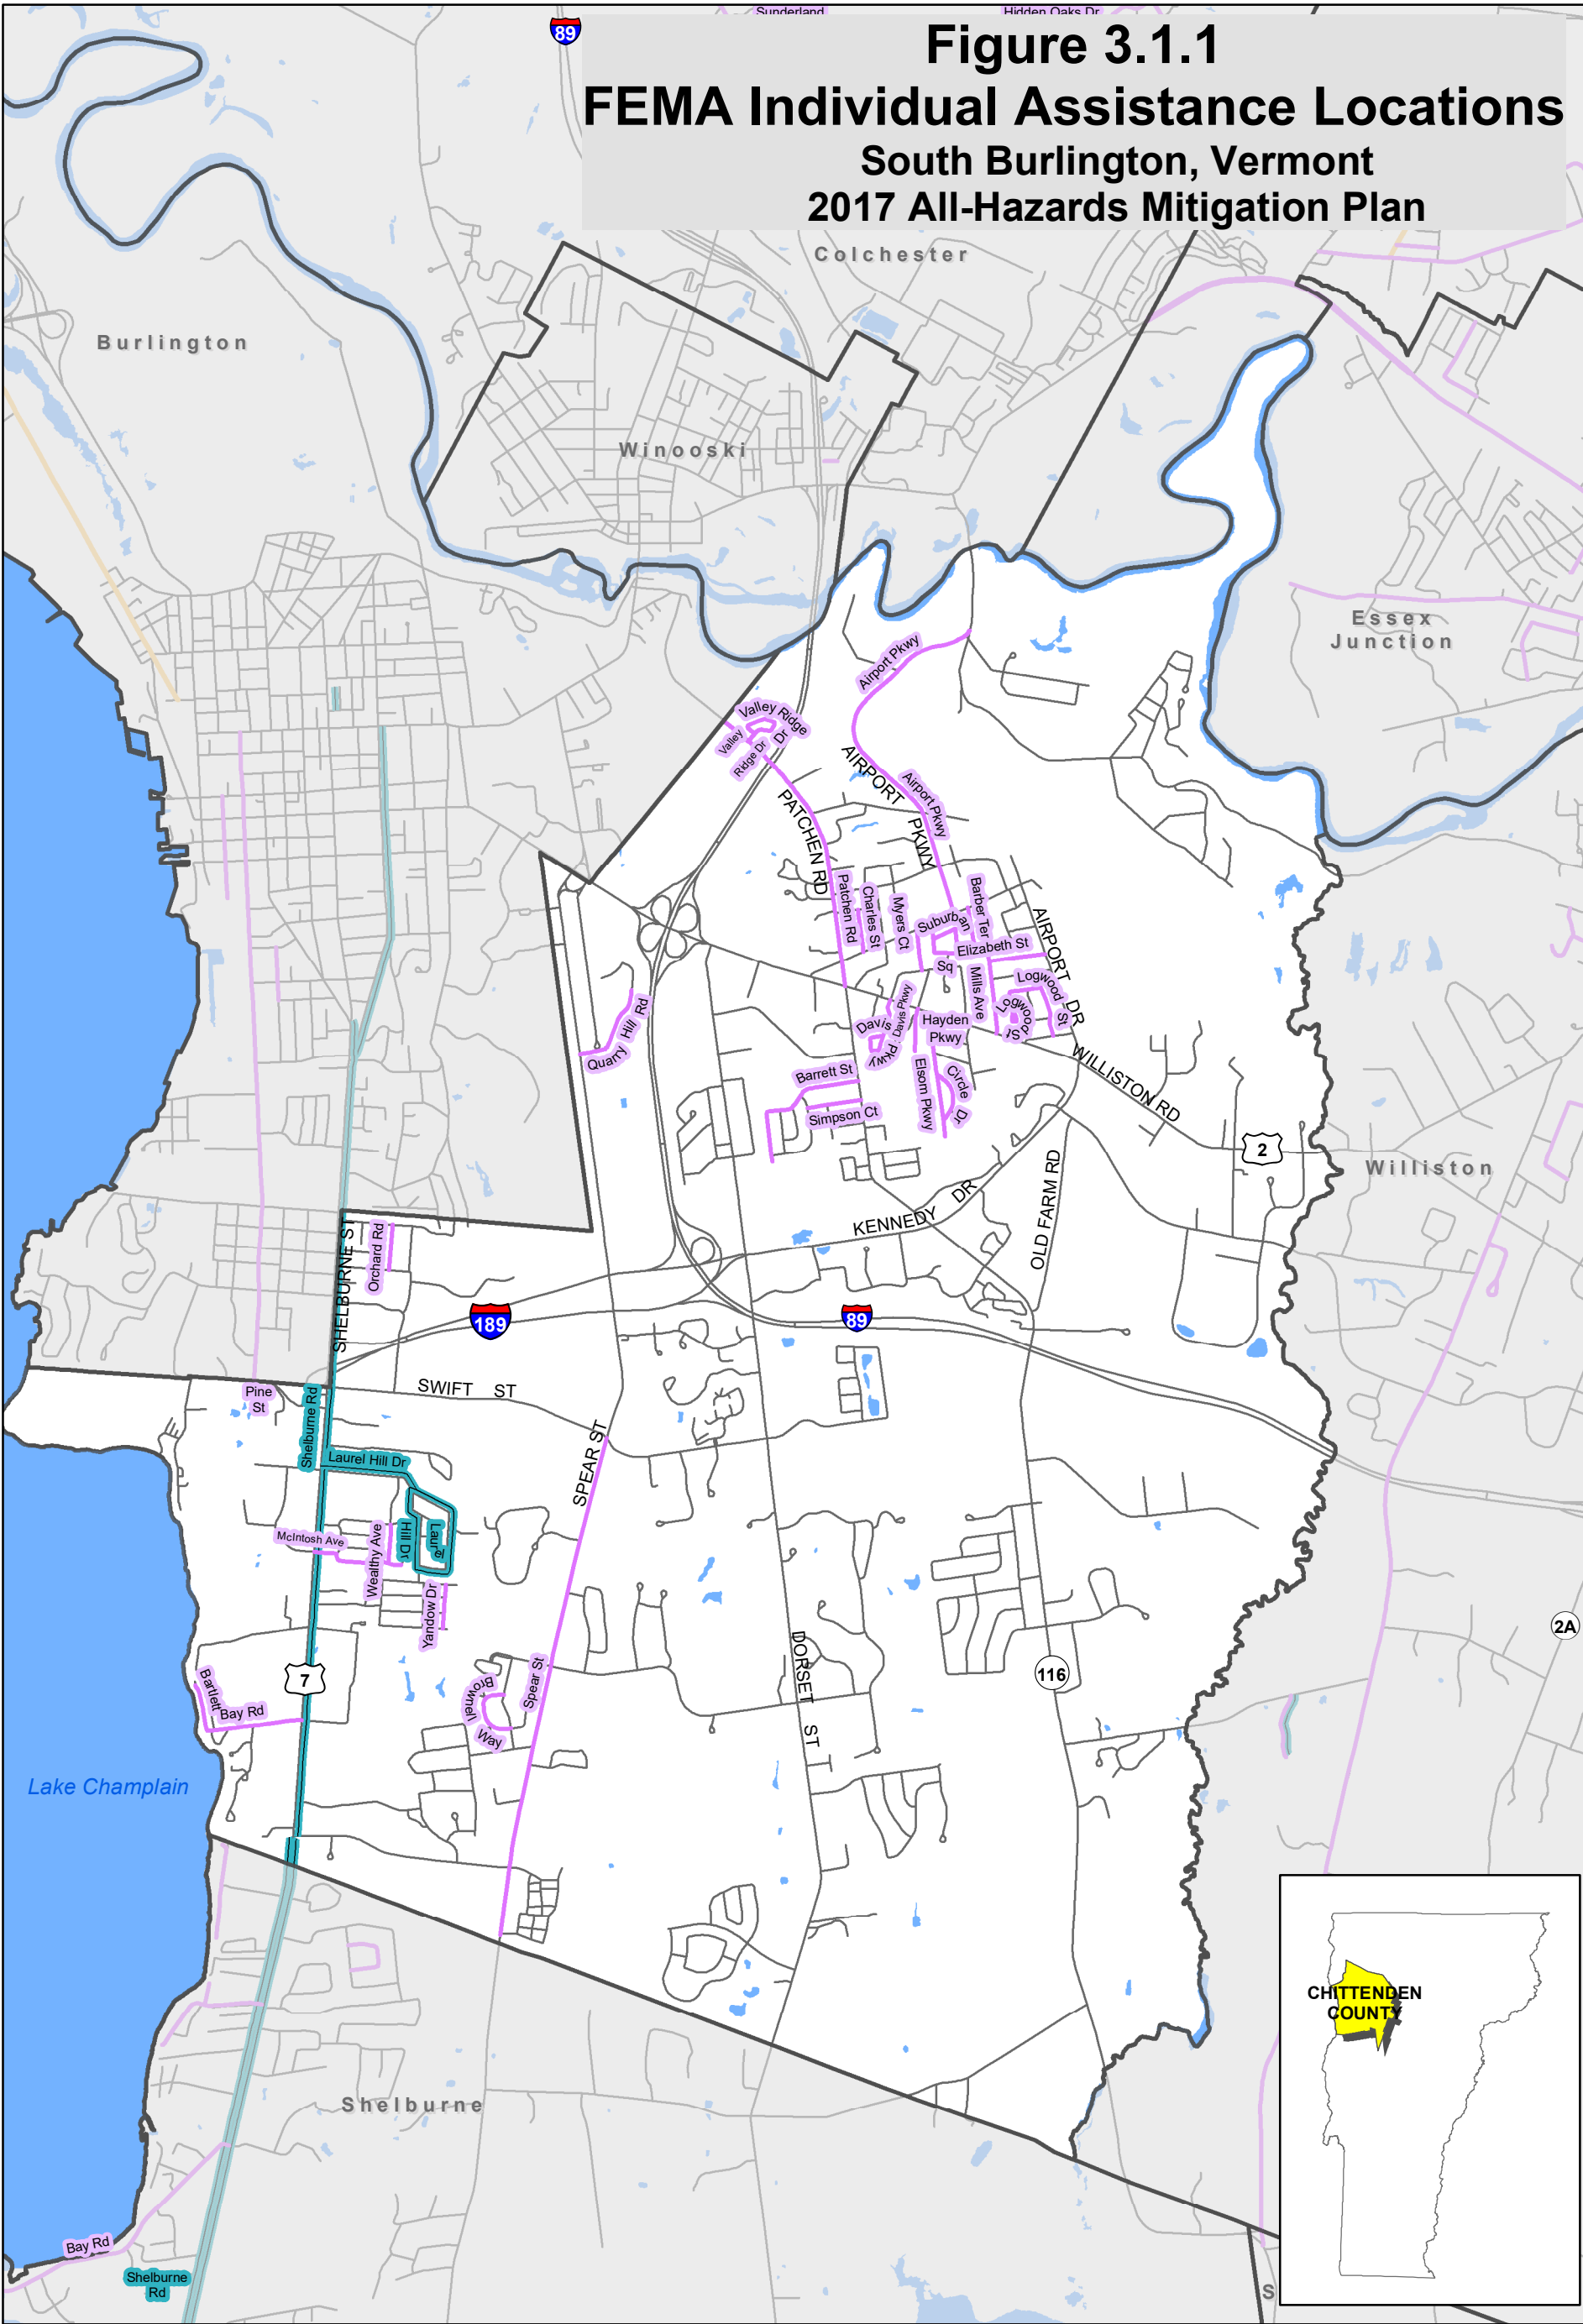 Sunderland
Hidden Oaks Dr
89
Figure 3.1.1
FEMA Individual Assistance Locations
South Burlington, Vermont
2017 All-Hazards Mitigation Plan
Colchester
Burlington
Winooski
Essex
Junction
Airport Pkwy
Valley Ridge
Dr
Valley
Ridge Dr
AIRPORT
PKWY
Airport Pkwy
PATCHEN RD
Patchen Rd
Charles St
Myers Ct
Suburban
Sq
Barber Ter
Elizabeth St
AIRPORT
DR
Mills Ave
Logwood
St
Logwood
St
Davis
Pkwy
Davis Pkwy
Hayden
Pkwy
Quarry Hill Rd
Barrett St
Simpson Ct
Elsom Pkwy
Circle
Dr
WILLISTON RD
2
Williston
OLD FARM RD
KENNEDY
DR
SHELBURNE ST
Orchard Rd
189
89
SWIFT ST
Pine
St
Shelburne Rd
Laurel Hill Dr
SPEAR ST
McIntosh Ave
Wealthy Ave
Hill Dr
Laurel
Yandow Dr
2A
DORSET
ST
116
7
Bartlett
Bay Rd
Brownell
Way
Spear St
Lake Champlain
CHITTENDEN
COUNTY
Shelburne
Bay Rd
Shelburne
Rd
S